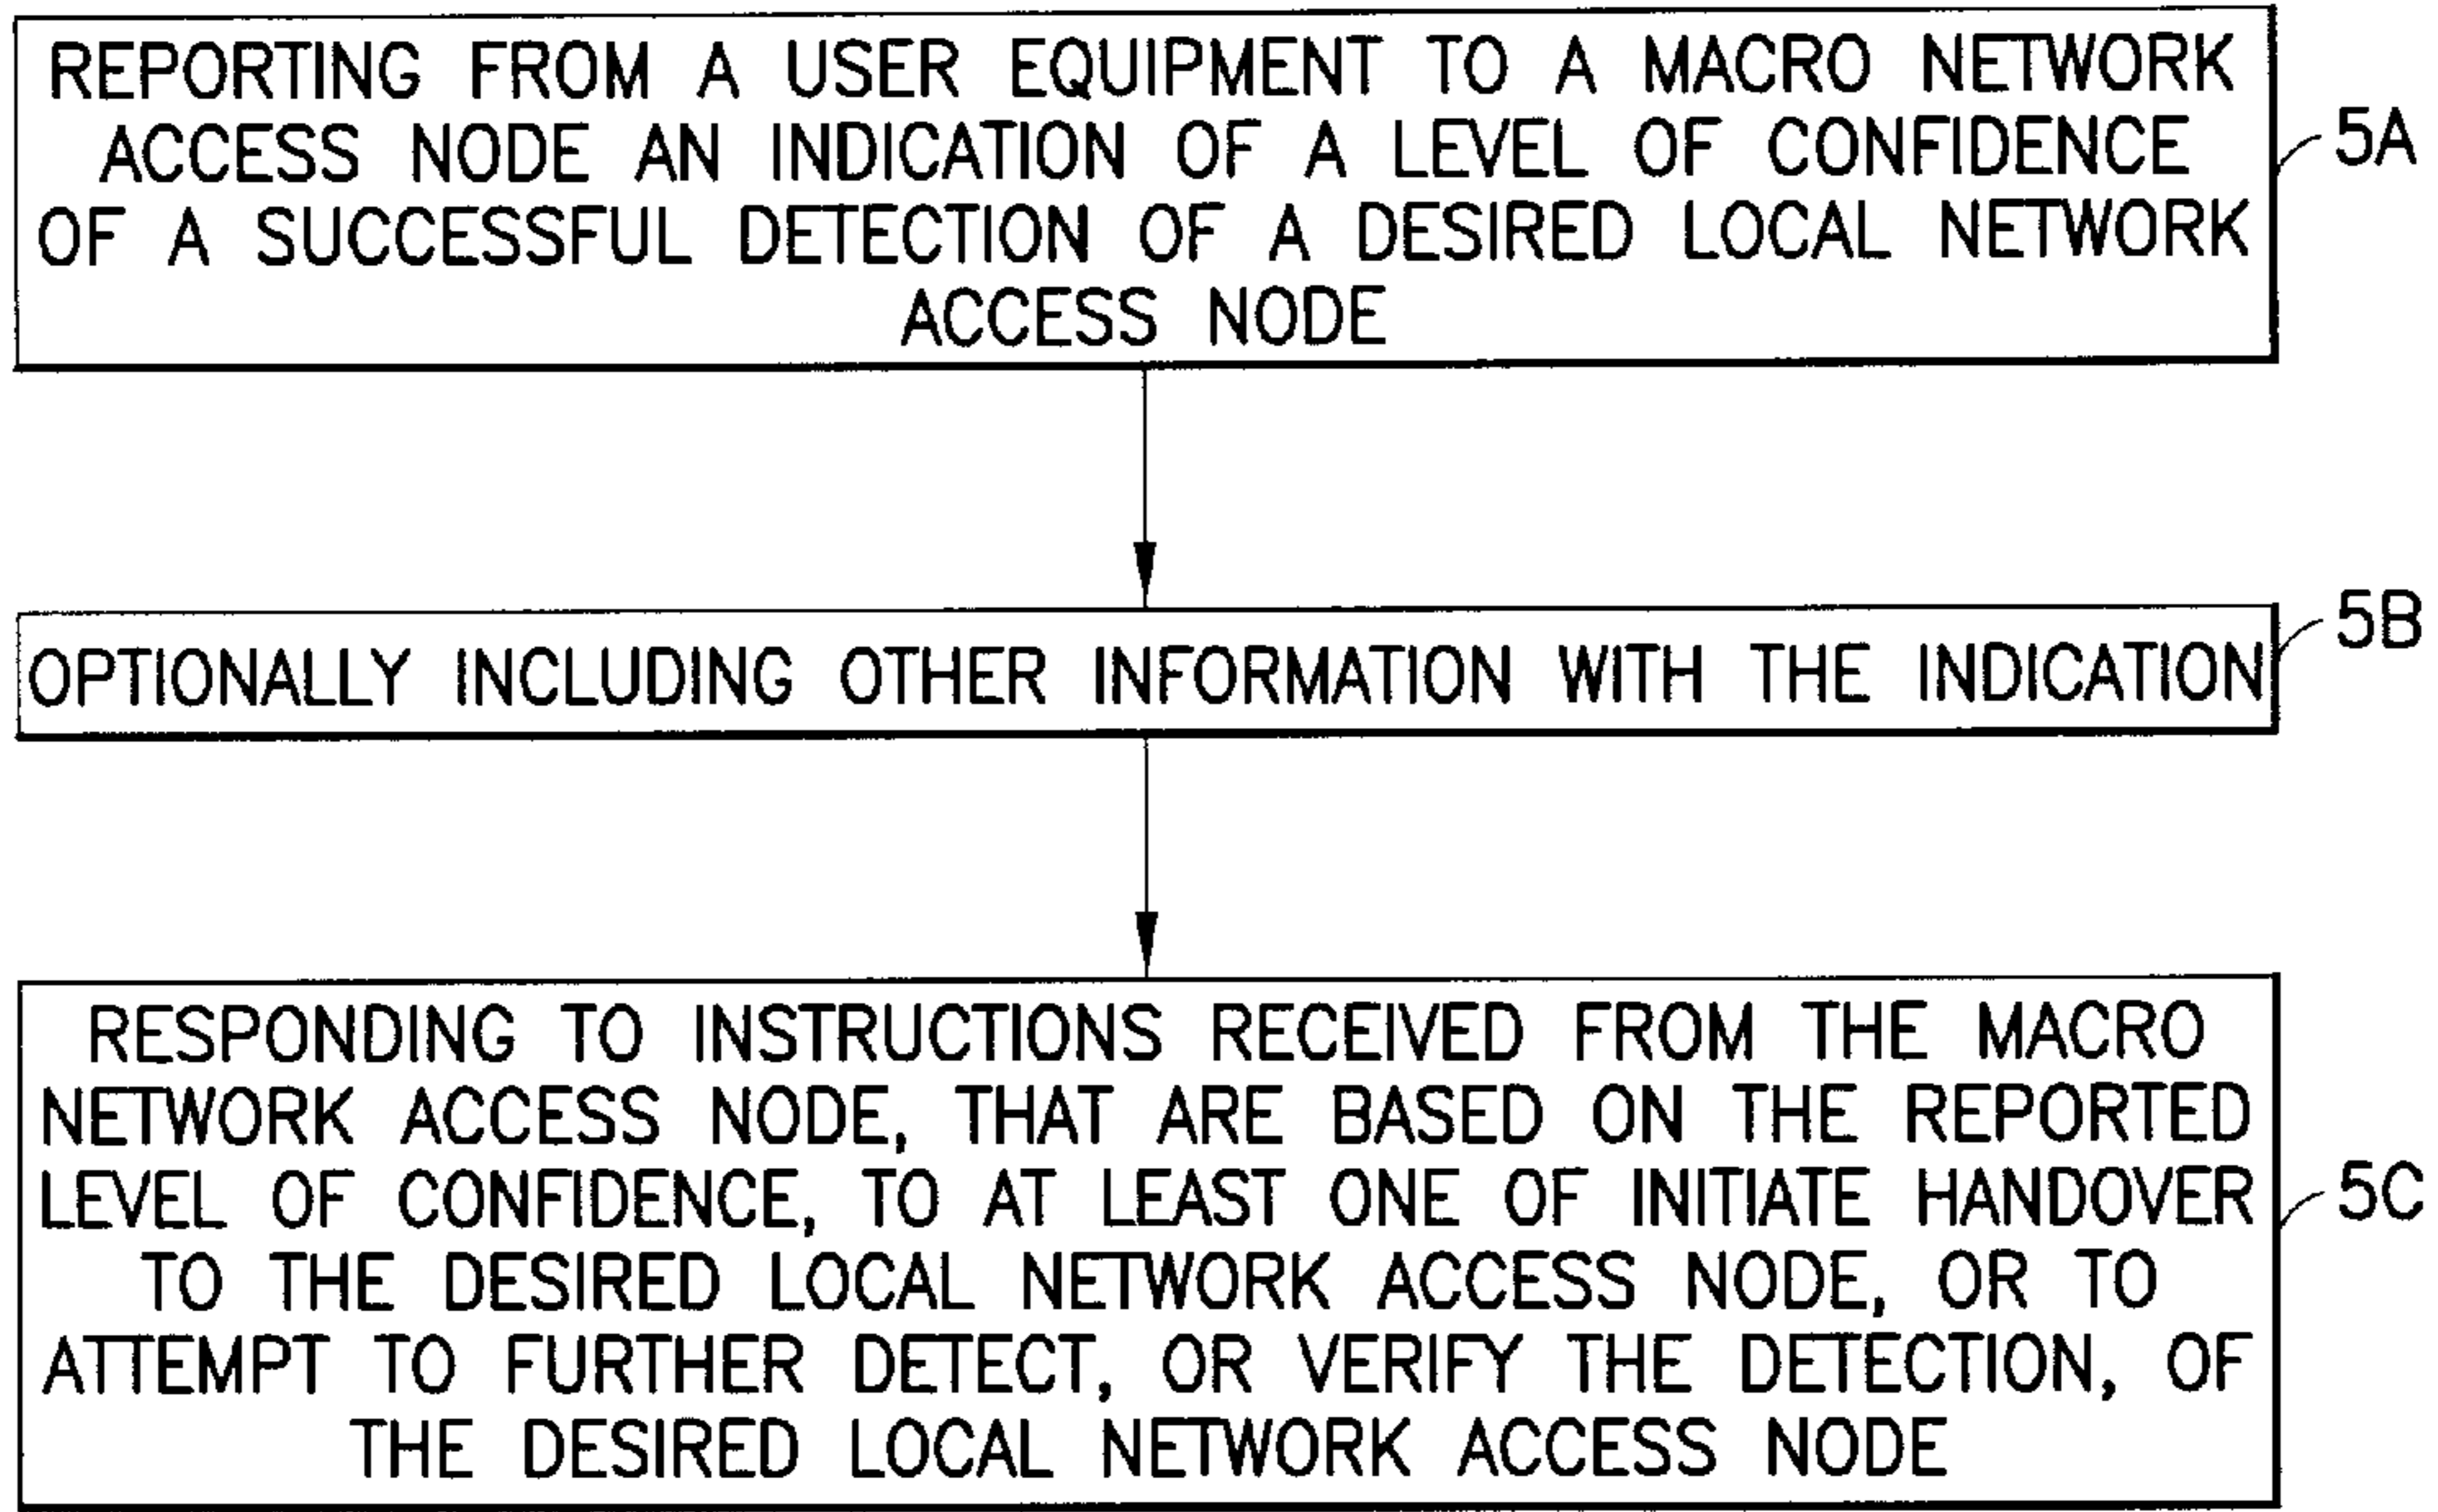 REPORTING FROM A USER EQUIPMENT TO A MACRO NETWORK
ACCESS NODE AN INDICATION OF A LEVEL OF CONFIDENCE
OF A SUCCESSFUL DETECTION OF A DESIRED LOCAL NETWORK
ACCESS NODE
5A
OPTIONALLY INCLUDING OTHER INFORMATION WITH THE INDICATION
5B
RESPONDING TO INSTRUCTIONS RECEIVED FROM THE MACRO
NETWORK ACCESS NODE, THAT ARE BASED ON THE REPORTED
LEVEL OF CONFIDENCE, TO AT LEAST ONE OF INITIATE HANDOVER
TO THE DESIRED LOCAL NETWORK ACCESS NODE, OR TO
ATTEMPT TO FURTHER DETECT, OR VERIFY THE DETECTION, OF
THE DESIRED LOCAL NETWORK ACCESS NODE
5C